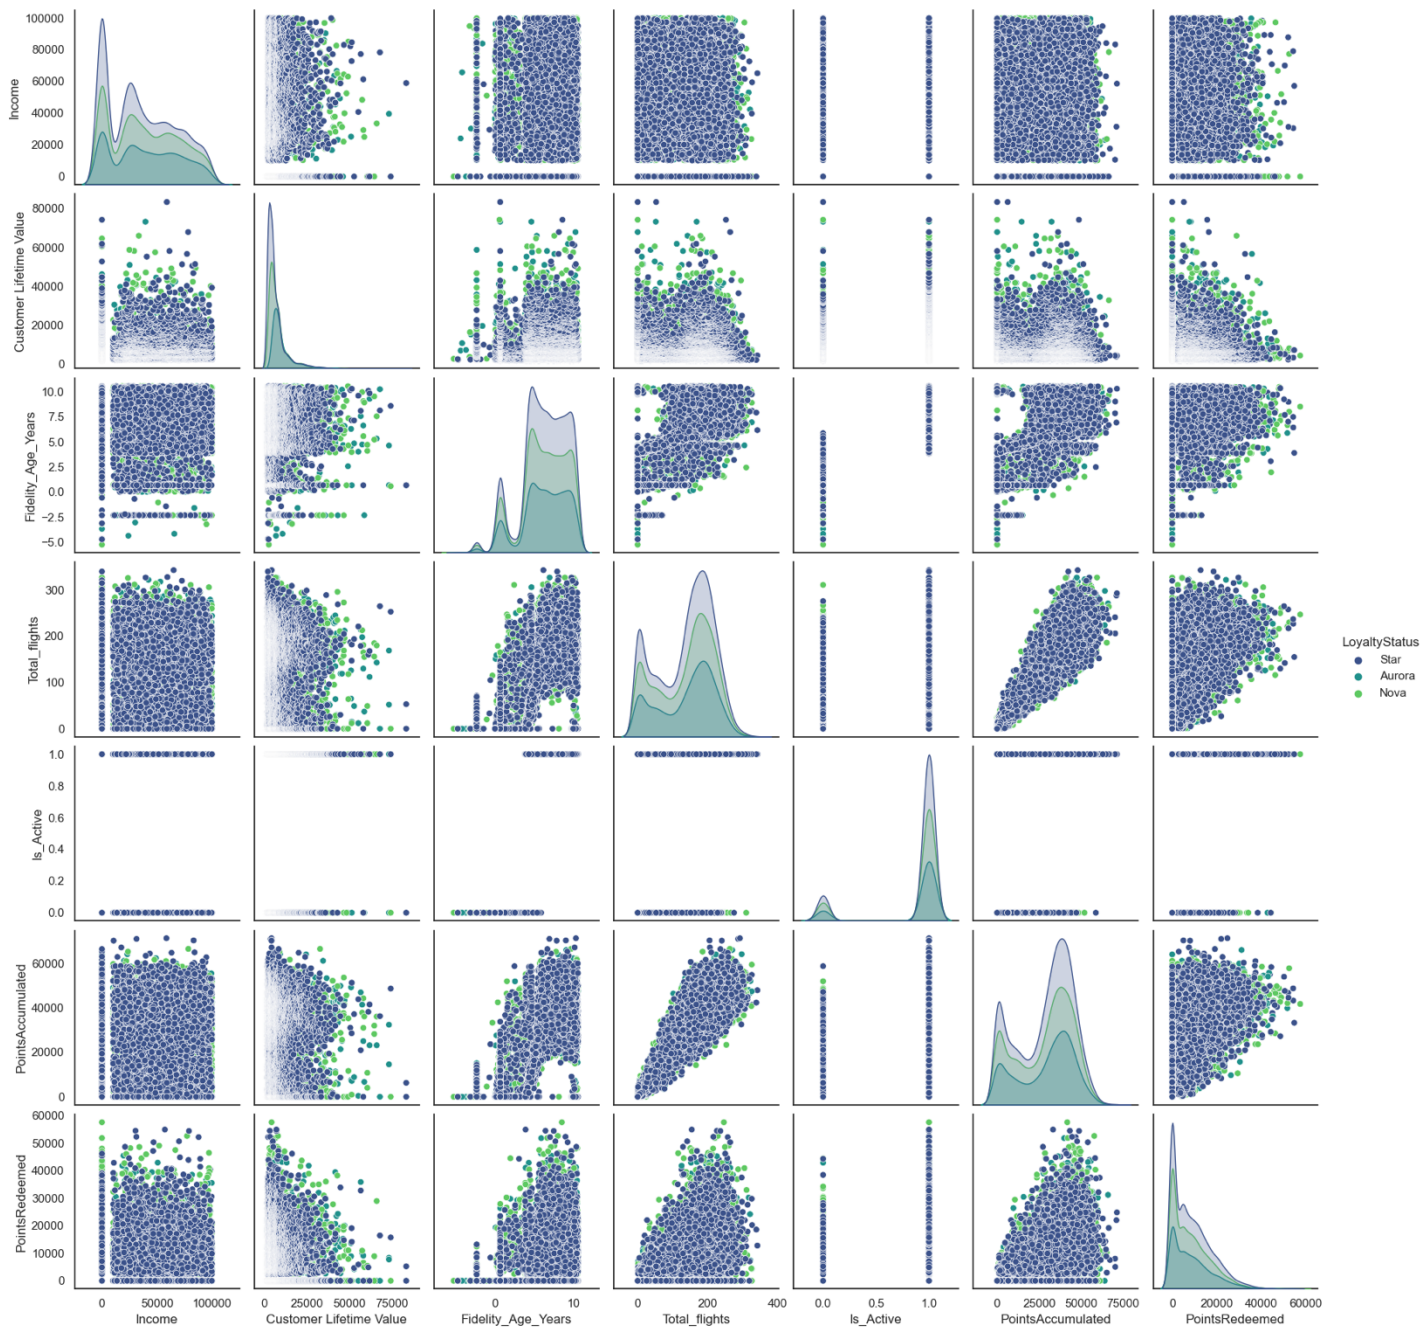 100000
80000
60000
40000
20000
0
Income
80000
60000
40000
20000
0
Customer Lifetime Value
10.0
7.5
5.0
2.5
0.0
−2.5
−5.0
Fidelity_Age_Years
300
200
100
0
Total_flights
LoyaltyStatus
Star
Aurora
Nova
1.0
0.8
0.6
0.4
0.2
0.0
Is_Active
60000
40000
20000
0
PointsAccumulated
60000
50000
40000
30000
20000
10000
0
PointsRedeemed
0 50000 100000
Income
0 25000 50000 75000
Customer Lifetime Value
0 10
Fidelity_Age_Years
0 200 400
Total_flights
0.0 0.5 1.0
Is_Active
0 25000 50000 75000
PointsAccumulated
0 20000 40000 60000
PointsRedeemed